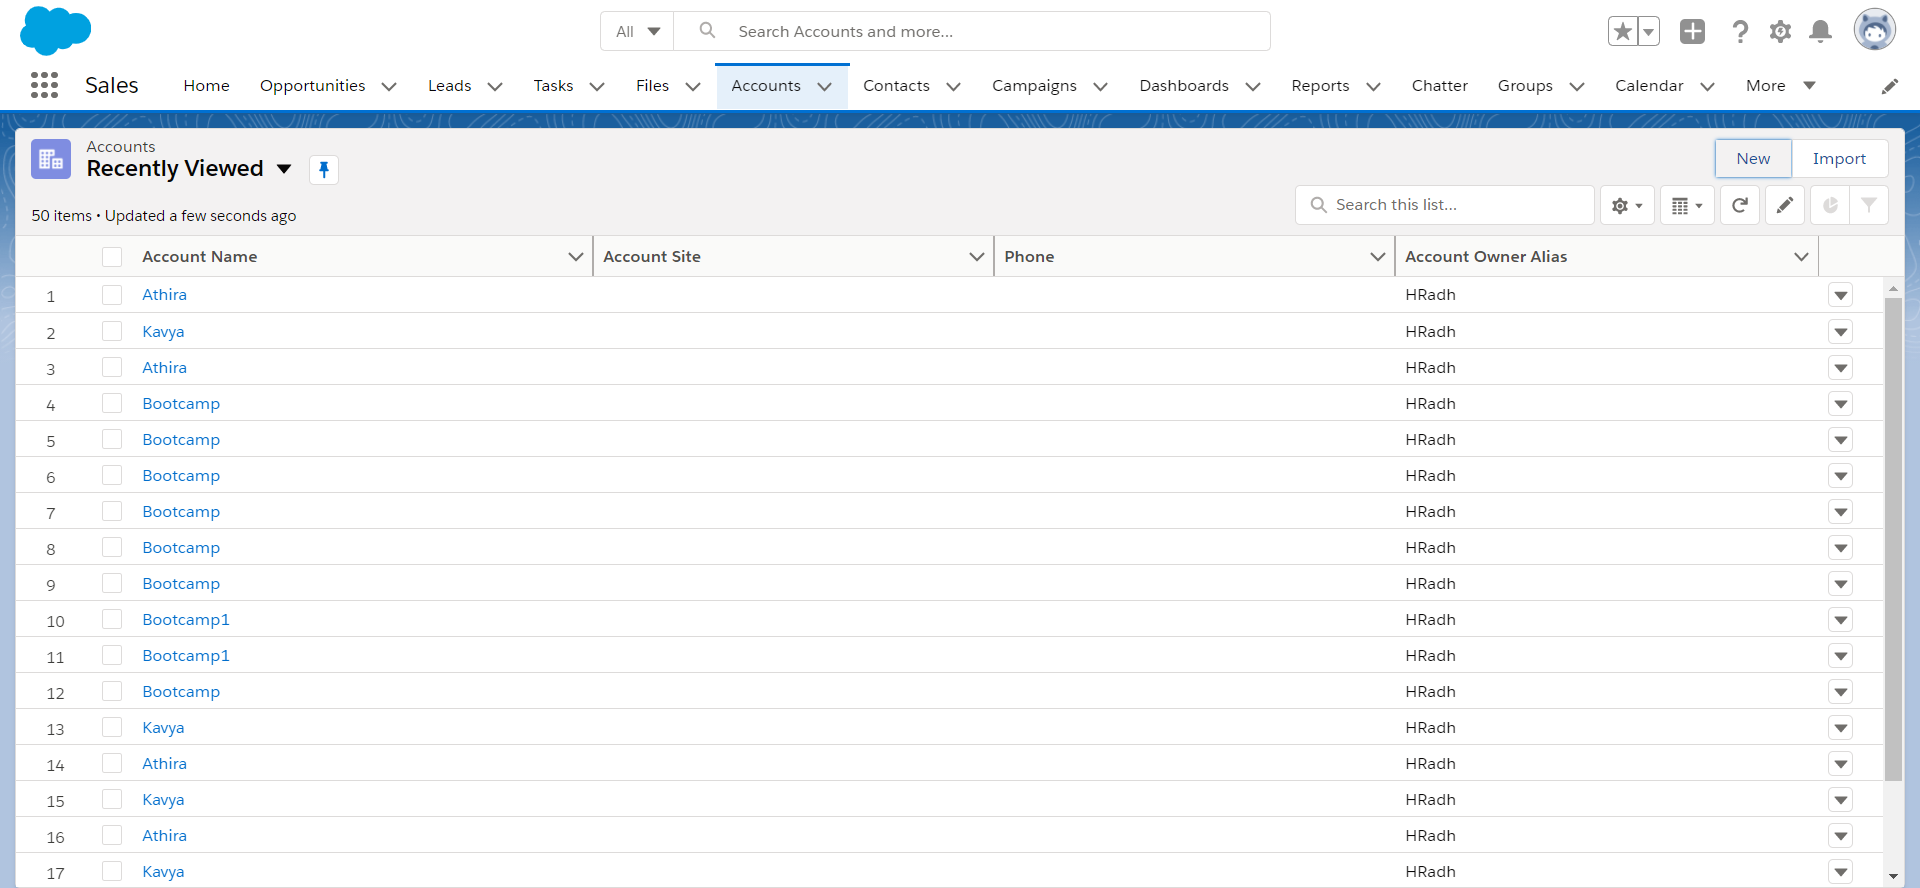 All Search Accounts and more...
Sales Home Opportunities Leads Tasks Files Accounts Contacts Campaigns Dashboards Reports Chatter Groups Calendar More
Accounts
Recently Viewed
New Import
50 items • Updated a few seconds ago
Search this list...
Account Name Account Site Phone Account Owner Alias
1 Athira HRadh
2 Kavya HRadh
3 Athira HRadh
4 Bootcamp HRadh
5 Bootcamp HRadh
6 Bootcamp HRadh
7 Bootcamp HRadh
8 Bootcamp HRadh
9 Bootcamp HRadh
10 Bootcamp1 HRadh
11 Bootcamp1 HRadh
12 Bootcamp HRadh
13 Kavya HRadh
14 Athira HRadh
15 Kavya HRadh
16 Athira HRadh
17 Kavya HRadh